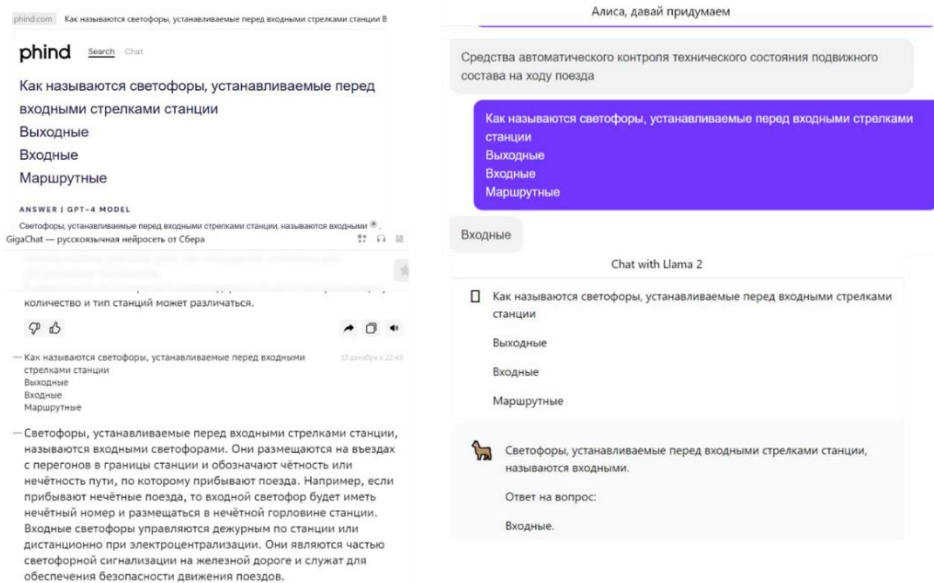 phind.com Как называются светофоры, устанавливаемые перед входными стрелками станции В
phind Search Chat
Как называются светофоры, устанавливаемые перед
входными стрелками станции
Выходные
Входные
Маршрутные
ANSWER | GPT-4 MODEL
Светофоры, устанавливаемые перед входными стрелками станции, называются входными
GigaChat — русскоязычная нейросеть от Сбера
количество и тип станций может различаться.
— Как называются светофоры, устанавливаемые перед входными
стрелками станции
Выходные
Входные
Маршрутные
13 декабря в 22:43
— Светофоры, устанавливаемые перед входными стрелками станции,
называются входными светофорами. Они размещаются на въездах
с перегонов в границы станции и обозначают чётность или
нечётность пути, по которому прибывают поезда. Например, если
прибывают нечётные поезда, то входной светофор будет иметь
нечётный номер и размещаться в нечётной горловине станции.
Входные светофоры управляются дежурным по станции или
дистанционно при электроцентрализации. Они являются частью
светофорной сигнализации на железной дороге и служат для
обеспечения безопасности движения поездов.
Алиса, давай придумаем
Средства автоматического контроля технического состояния подвижного
состава на ходу поезда
Как называются светофоры, устанавливаемые перед входными стрелками
станции
Выходные
Входные
Маршрутные
Входные
Chat with Llama 2
Как называются светофоры, устанавливаемые перед входными стрелками
станции
Выходные
Входные
Маршрутные
Светофоры, устанавливаемые перед входными стрелками станции,
называются входными.
Ответ на вопрос:
Входные.